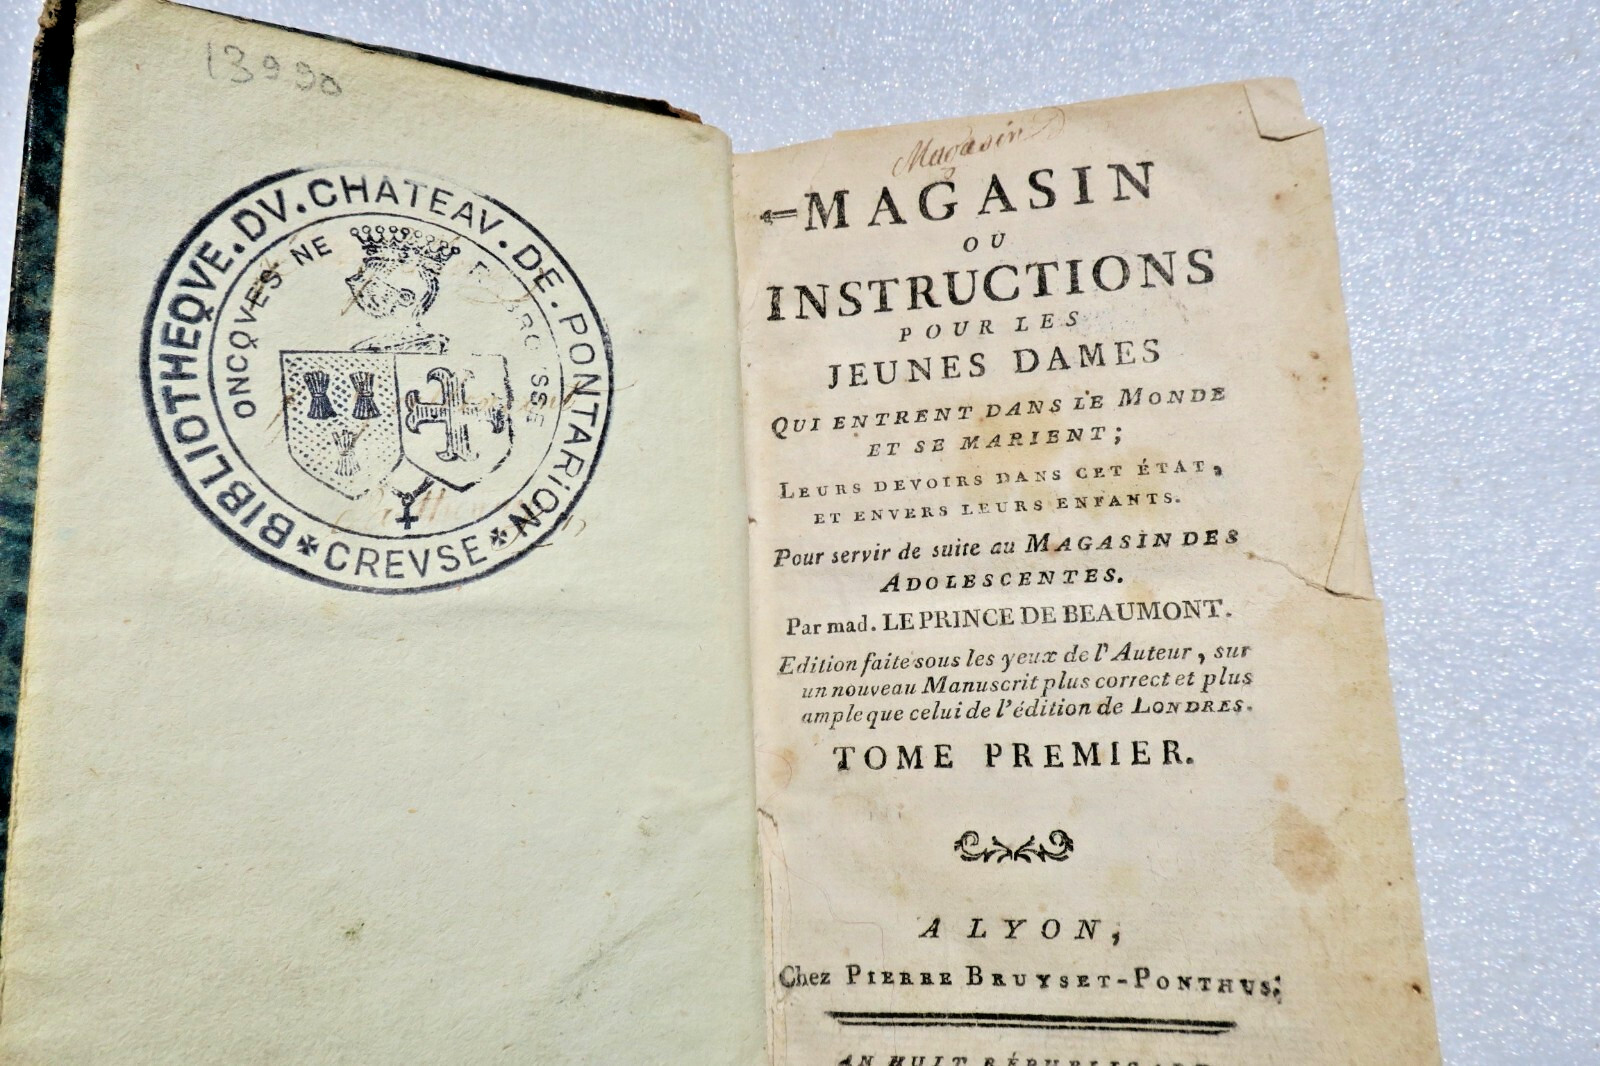 13990
BIBLIOTHEQVE.DV.CHATEAV.DE.PONTARION
CREVSE
ONCQVES NE
Magasin
MAGASIN
OU
INSTRUCTIONS
POUR LES
JEUNES DAMES
QUI ENTRENT DANS LE MONDE
ET SE MARIENT;
LEURS DEVOIRS DANS CET ÉTAT,
ET ENVERS LEURS ENFANTS.
Pour servir de suite au MAGASIN DES
ADOLESCENTES.
Par mad. LE PRINCE DE BEAUMONT.
Edition faite sous les yeux de l'Auteur, sur
un nouveau Manuscrit plus correct et plus
ample que celui de l'édition de LONDRES.
TOME PREMIER.
A LYON,
Chez PIERRE BRUYSET-PONTHUS;
AN HUIT RÉPUBLICAIN